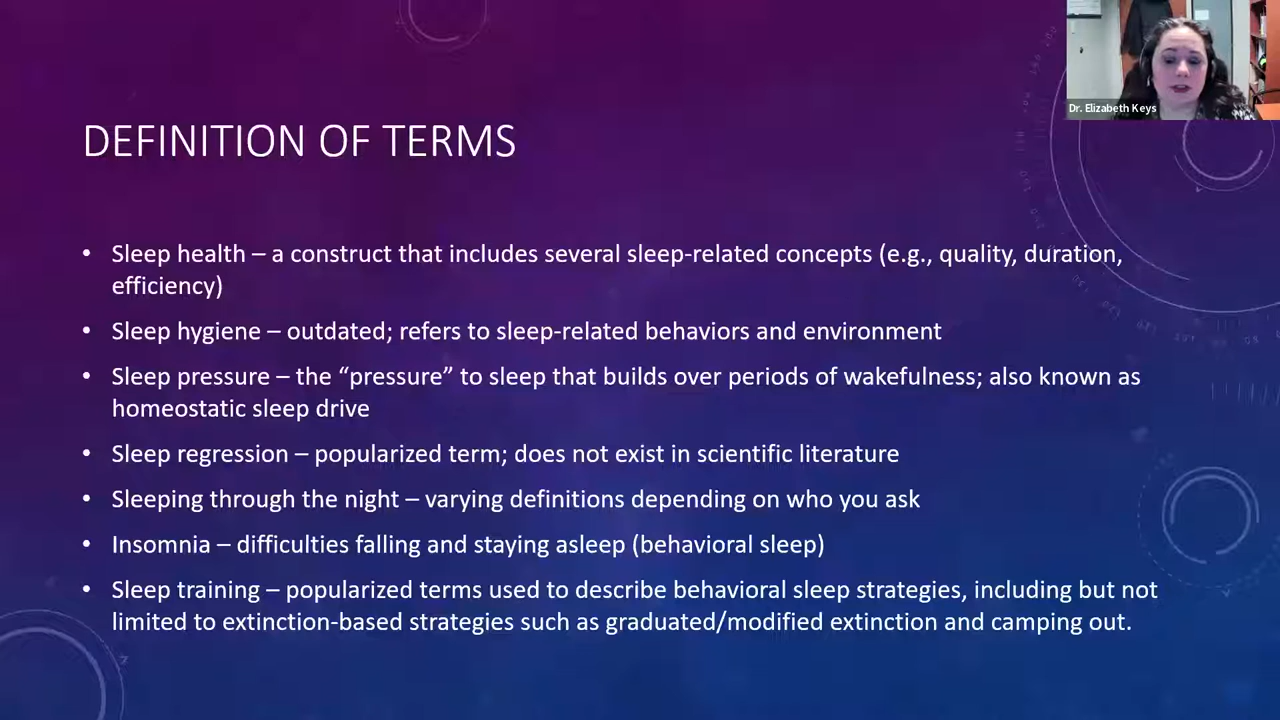 Dr. Elizabeth Keys
DEFINITION OF TERMS
• Sleep health – a construct that includes several sleep-related concepts (e.g., quality, duration,
efficiency)
• Sleep hygiene – outdated; refers to sleep-related behaviors and environment
• Sleep pressure – the “pressure” to sleep that builds over periods of wakefulness; also known as
homeostatic sleep drive
• Sleep regression – popularized term; does not exist in scientific literature
• Sleeping through the night – varying definitions depending on who you ask
• Insomnia – difficulties falling and staying asleep (behavioral sleep)
• Sleep training – popularized terms used to describe behavioral sleep strategies, including but not
limited to extinction-based strategies such as graduated/modified extinction and camping out.